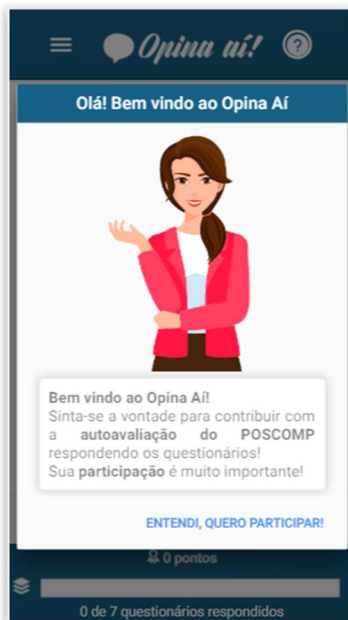 Opina aí! ?
Olá! Bem vindo ao Opina Aí
Bem vindo ao Opina Aí!
Sinta-se a vontade para contribuir com
a autoavaliação do POSCOMP
respondendo os questionários!
Sua participação é muito importante!
ENTENDI, QUERO PARTICIPAR!
0 pontos
0 de 7 questionários respondidos